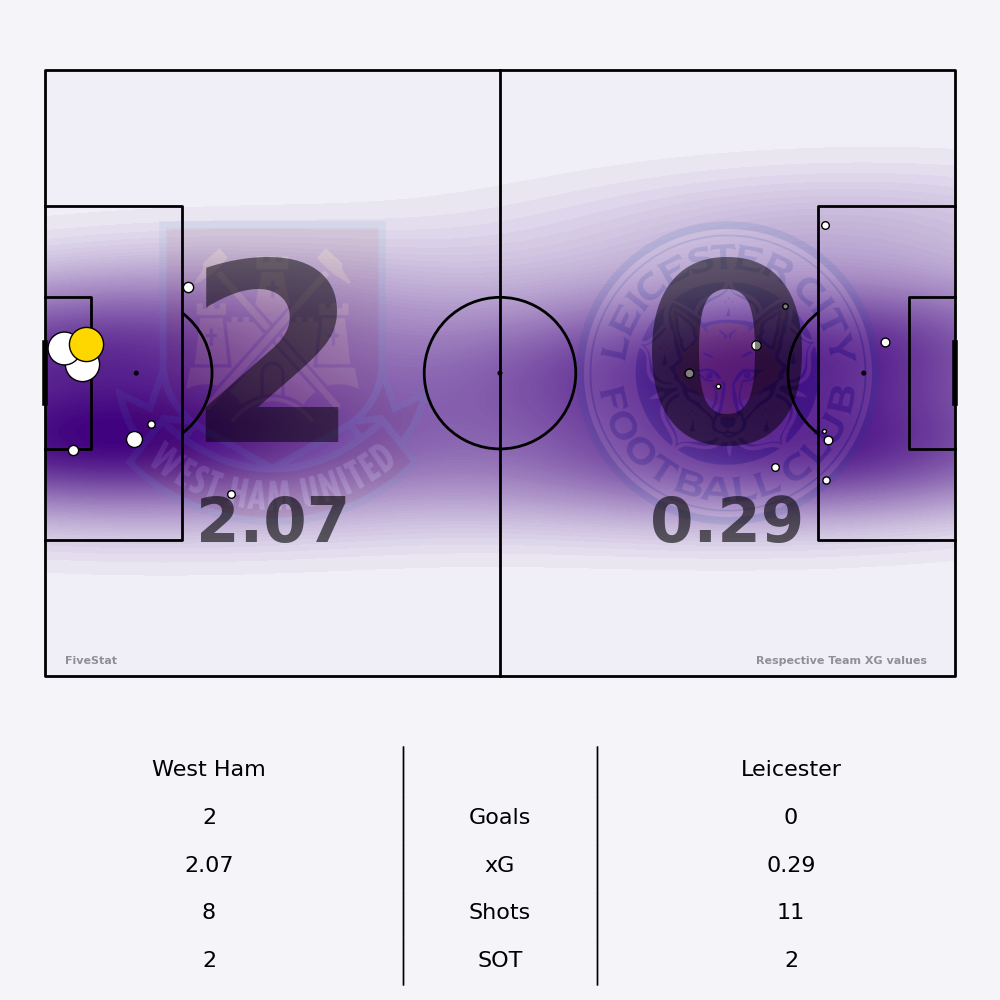 LEICESTER CITY
FOOTBALL CLUB
WEST HAM UNITED
2 0
2.07 0.29
FiveStat Respective Team XG values
West Ham Leicester
2 Goals 0
2.07 xG 0.29
8 Shots 11
2 SOT 2